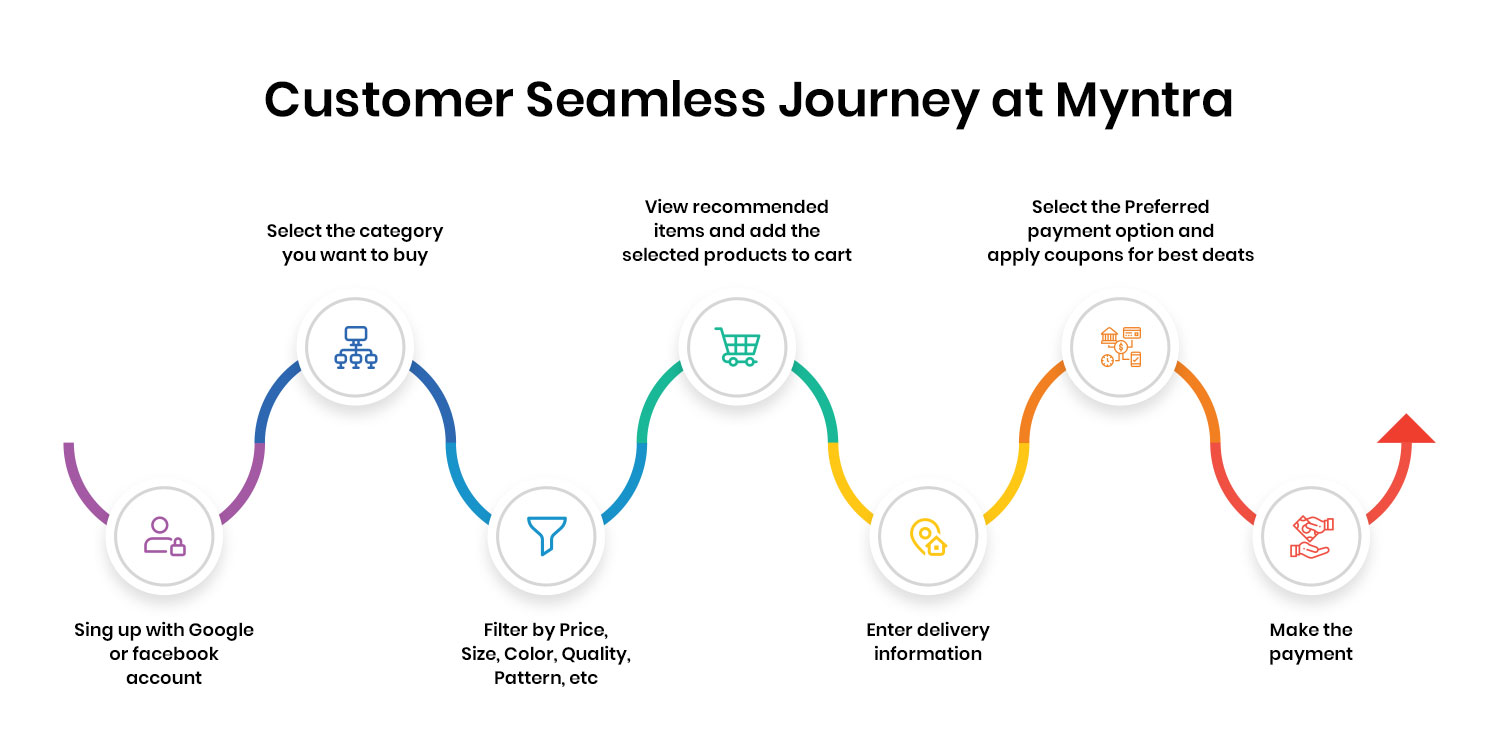 Customer Seamless Journey at Myntra
Sing up with Google
or facebook
account
Select the category
you want to buy
Filter by Price,
Size, Color, Quality,
Pattern, etc
View recommended
items and add the
selected products to cart
Enter delivery
information
Select the Preferred
payment option and
apply coupons for best deats
Make the
payment